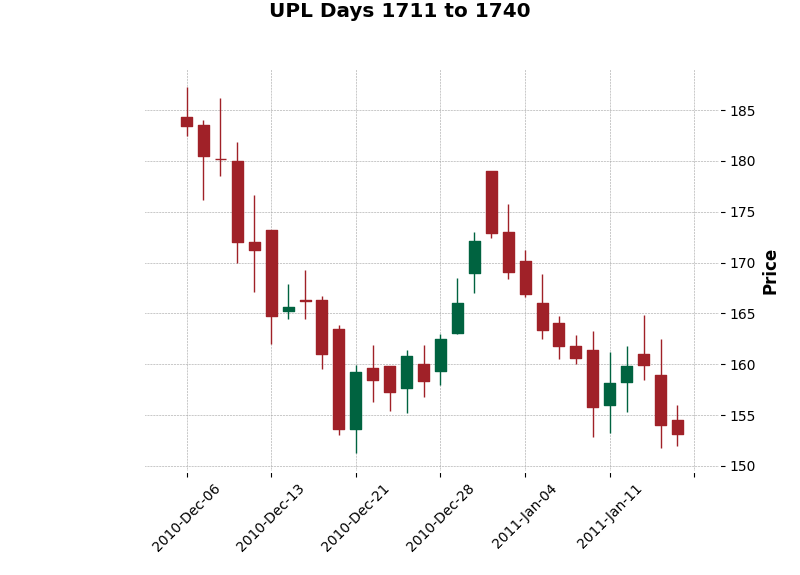 UPL Days 1711 to 1740
185
180
175
170
165
160
155
150
Price
2010-Dec-06
2010-Dec-13
2010-Dec-21
2010-Dec-28
2011-Jan-04
2011-Jan-11